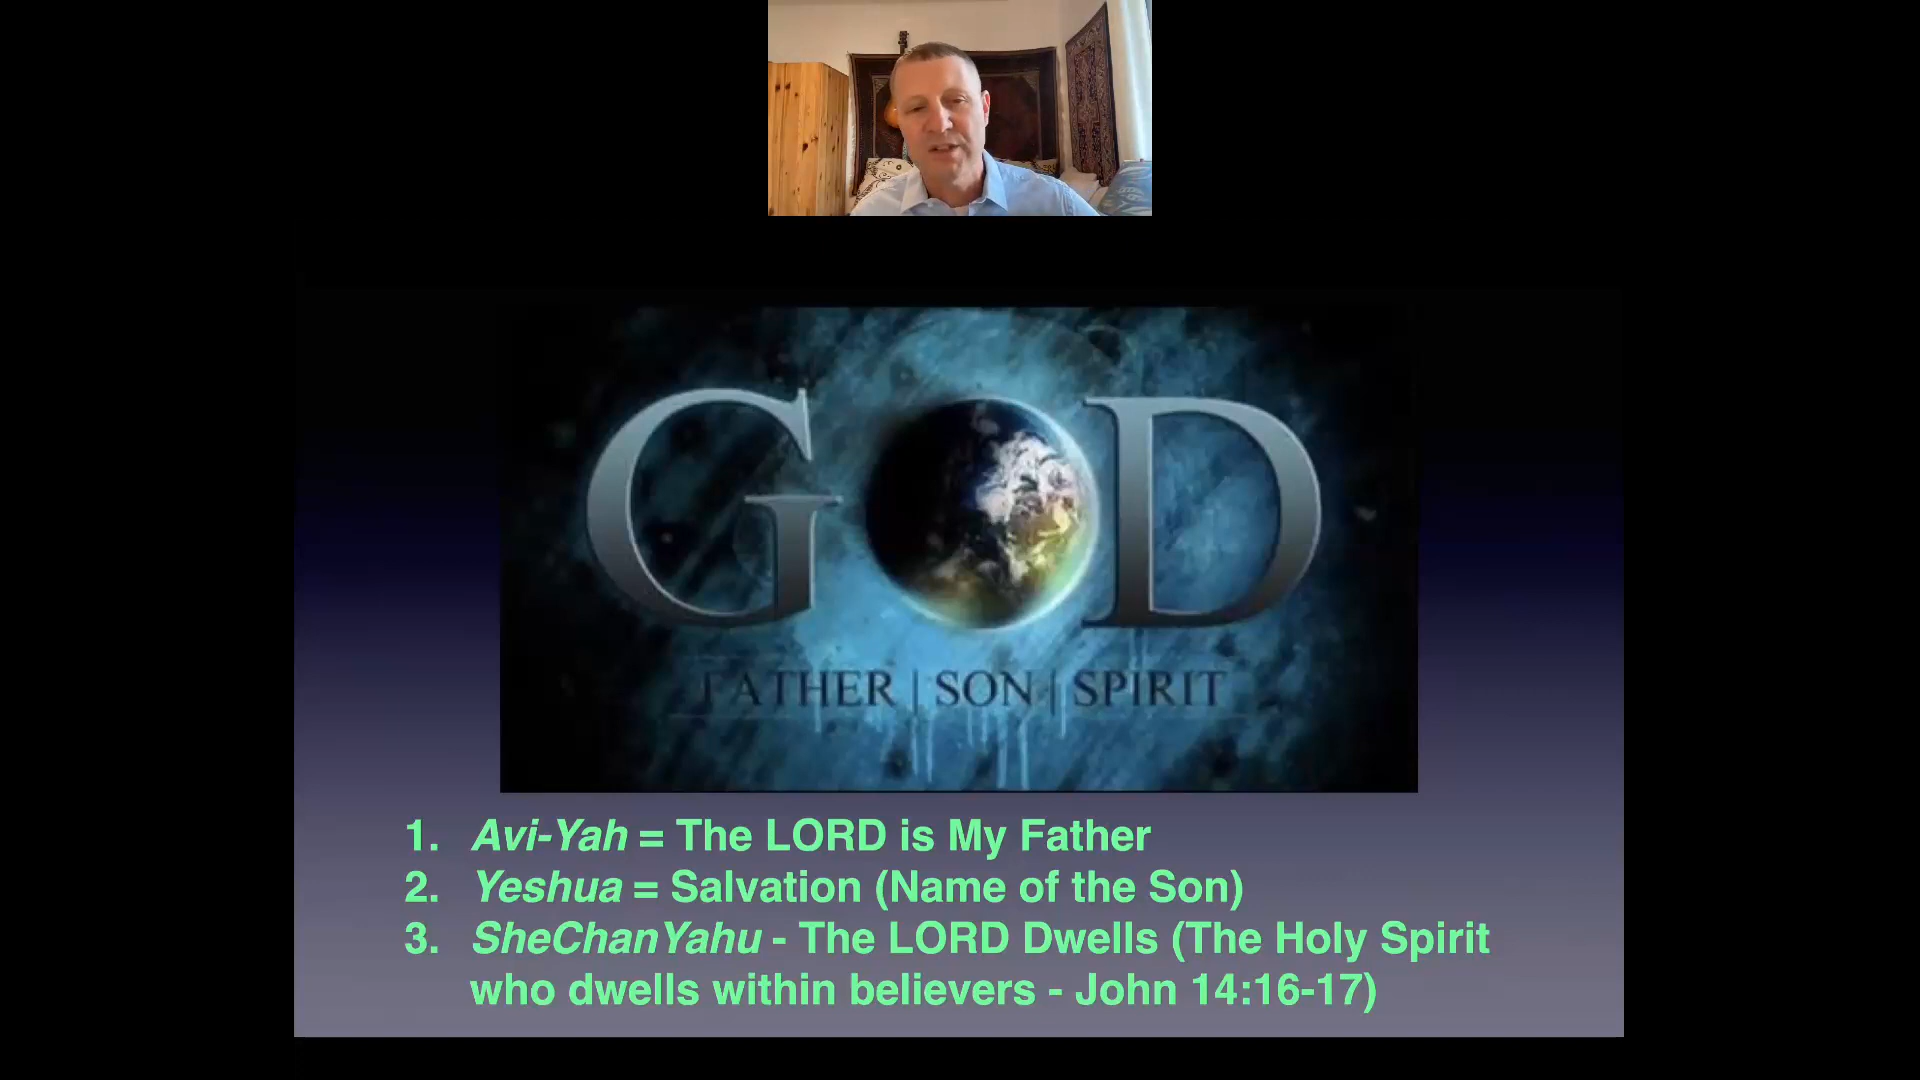 GOD
FATHER | SON | SPIRIT
1. Avi-Yah = The LORD is My Father
2. Yeshua = Salvation (Name of the Son)
3. SheChanYahu - The LORD Dwells (The Holy Spirit
who dwells within believers - John 14:16-17)